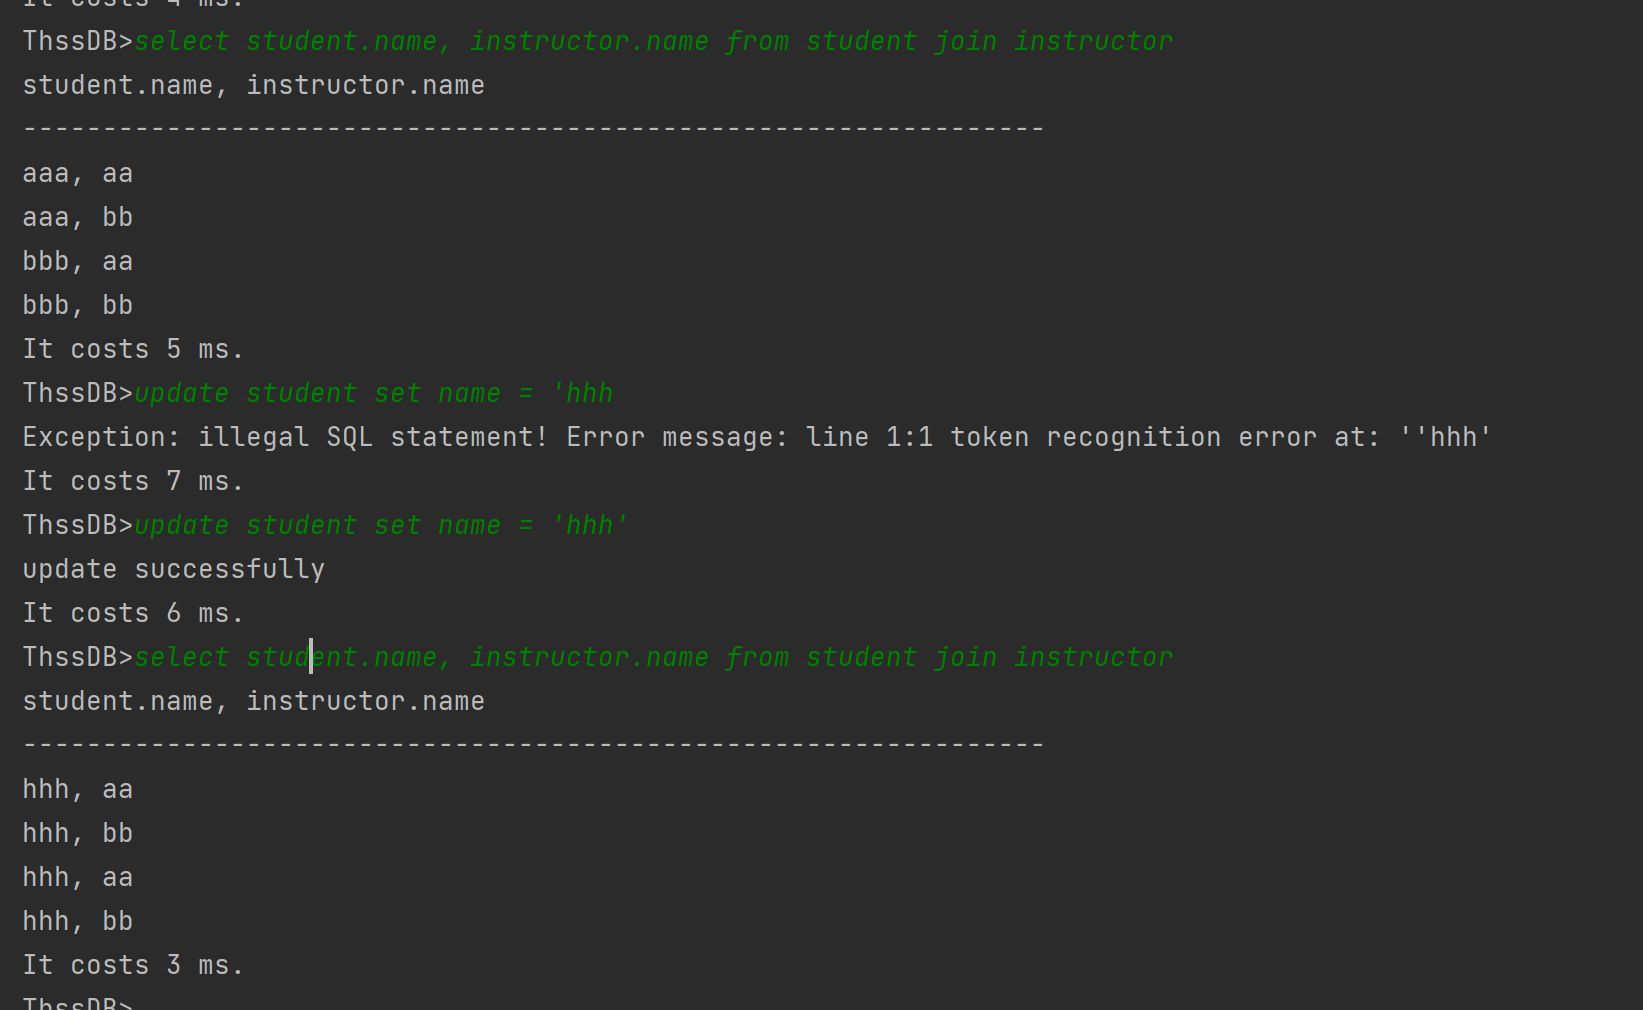 It costs 4 ms.
ThssDB>select student.name, instructor.name from student join instructor
student.name, instructor.name
----------------------------------------------------------------
aaa, aa
aaa, bb
bbb, aa
bbb, bb
It costs 5 ms.
ThssDB>update student set name = 'hhh
Exception: illegal SQL statement! Error message: line 1:1 token recognition error at: ''hhh'
It costs 7 ms.
ThssDB>update student set name = 'hhh'
update successfully
It costs 6 ms.
ThssDB>select student.name, instructor.name from student join instructor
student.name, instructor.name
----------------------------------------------------------------
hhh, aa
hhh, bb
hhh, aa
hhh, bb
It costs 3 ms.
ThssDB>